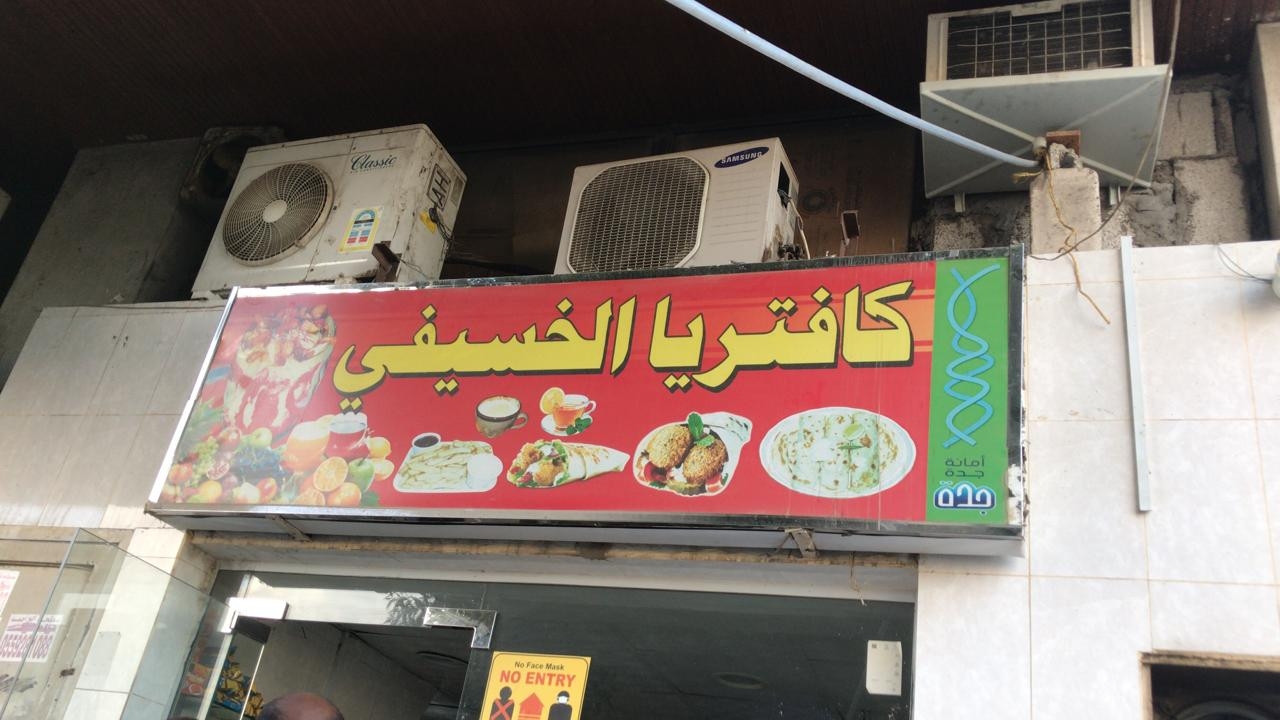 Classic
SAMSUNG
كافتريا الخسيفي
أمانة
جدة
جدة
No Face Mask
NO ENTRY